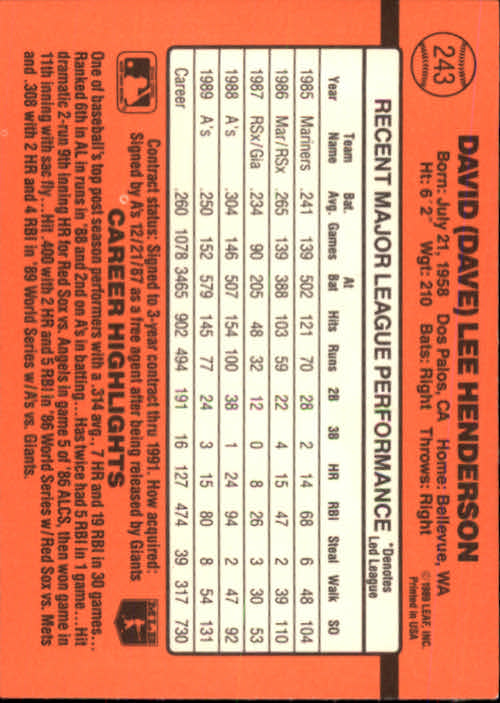 243
DAVID (DAVE) LEE HENDERSON
Born: July 21, 1958 Dos Palos, CA Home: Bellevue, WA
Ht: 6' 2" Wgt: 210 Bats: Right Throws: Right
© 1989 LEAF, INC.
Printed in USA
RECENT MAJOR LEAGUE PERFORMANCE *Denotes Led League
Year Team Name Bat. Avg. Games At Bat Hits Runs 2B 3B HR RBI Steal Walk SO
1985 Mariners .241 139 502 121 70 28 2 14 68 6 48 104
1986 Mar/RSx .265 139 388 103 59 22 4 15 47 2 39 110
1987 RSx/Gia .234 90 205 48 32 12 0 8 26 3 30 53
1988 A's .304 146 507 154 100 38 1 24 94 2 47 92
1989 A's .250 152 579 145 77 24 3 15 80 8 54 131
Career .260 1078 3465 902 494 191 16 127 474 39 317 730
Contract status: Signed to 3-year contract thru 1991. How acquired:
Signed by A's 12/21/87 as a free agent after being released by Giants
MLB
CAREER HIGHLIGHTS
One of baseball's top post season performers with a .314 avg., 7 HR and 19 RBI in 30 games...
Ranked 6th in AL in runs in '88 and 2nd on A's in batting...Has twice had 5 RBI in 1 game...Hit
dramatic 2-run 9th inning HR for Red Sox vs. Angels in game 5 of '86 ALCS, then won game in
11th inning with sac fly...Hit .400 with 2 HR and 5 RBI in '86 World Series w/Red Sox vs. Mets
and .308 with 2 HR and 4 RBI in '89 World Series w/A's vs. Giants.